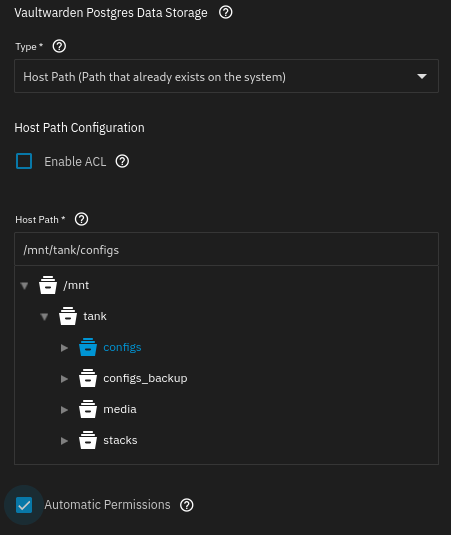 Vaultwarden Postgres Data Storage
Type *
Host Path (Path that already exists on the system)
Host Path Configuration
Enable ACL
Host Path *
/mnt/tank/configs
/mnt
tank
configs
configs_backup
media
stacks
Automatic Permissions